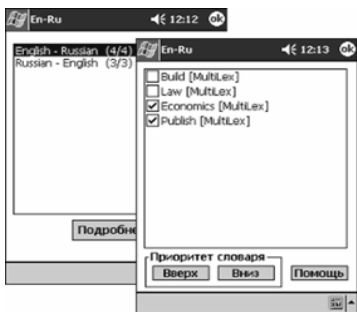 En-Ru 12:12 ok
English - Russian (4/4)
Russian - English (3/3)
Подробне
En-Ru 12:13 ok
Build [MultiLex]
Law [MultiLex]
Economics [MultiLex]
Publish [MultiLex]
Приоритет словаря
Вверх Вниз Помощь